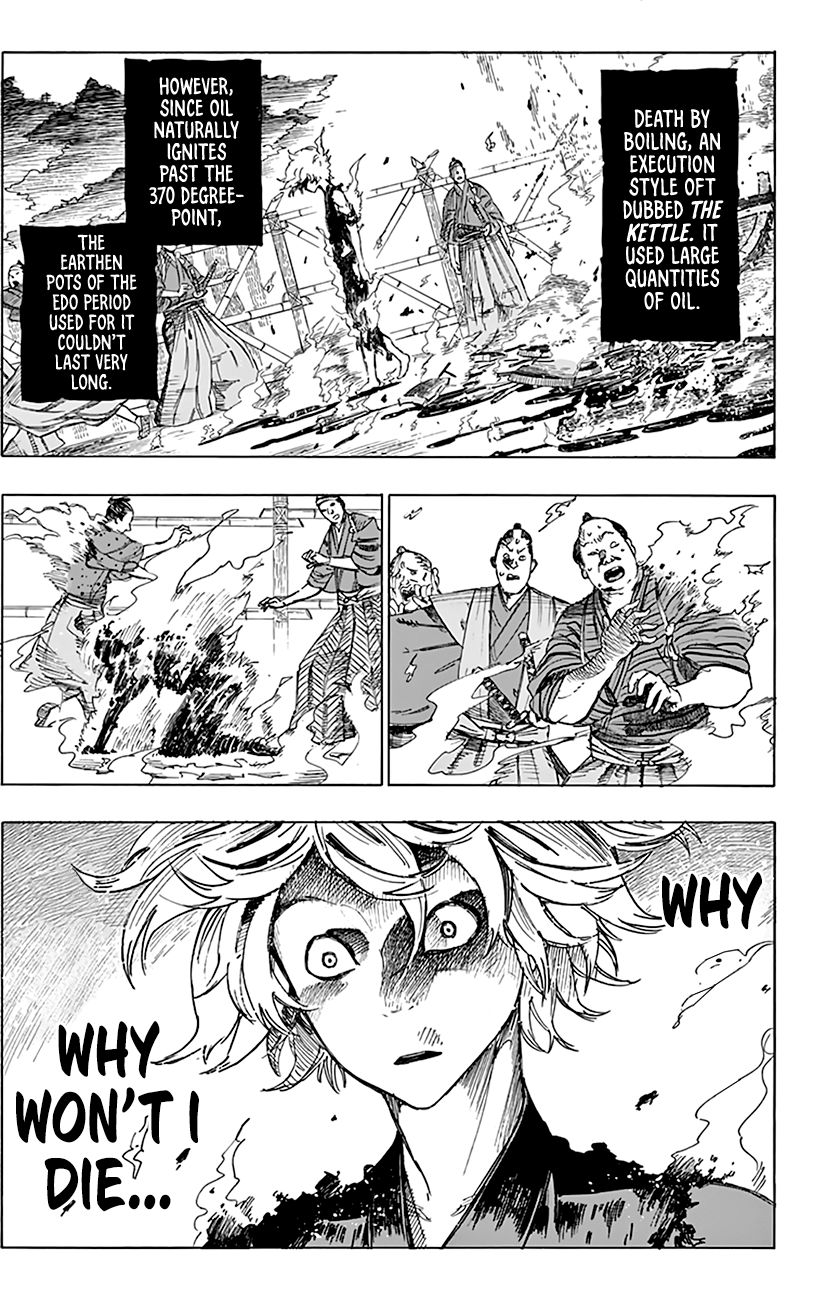 DEATH BY
BOILING, AN
EXECUTION
STYLE OFT
DUBBED THE
KETTLE. IT
USED LARGE
QUANTITIES
OF OIL.
HOWEVER,
SINCE OIL
NATURALLY
IGNITES
PAST THE
370 DEGREE-
POINT,
THE
EARTHEN
POTS OF THE
EDO PERIOD
USED FOR IT
COULDN'T
LAST VERY
LONG.
WHY
WHY
WON'T I
DIE...